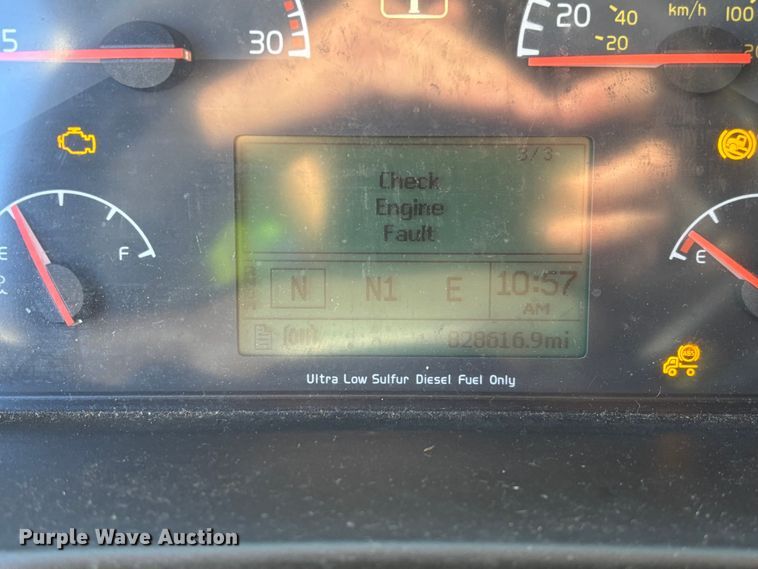 5
30
20
40
20
km/h
100
3/3
Check
Engine
Fault
E
F
E
N
N1
E
10:57
AM
828616.9mi
ABS
Ultra Low Sulfur Diesel Fuel Only
Purple Wave Auction